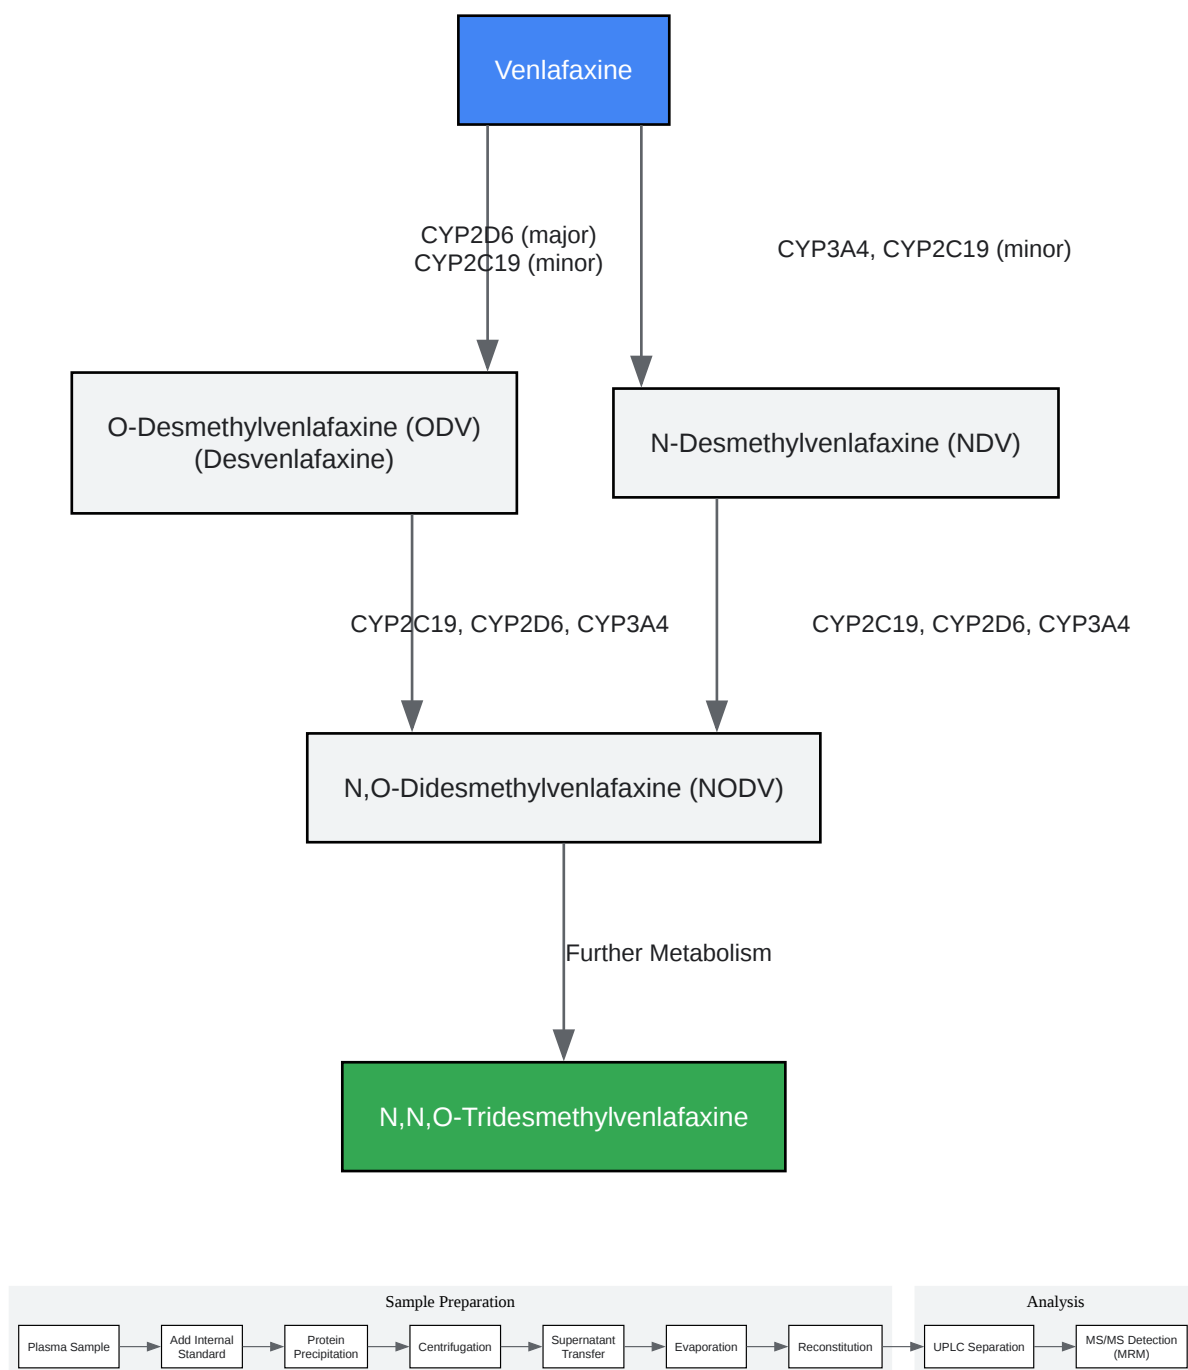 Venlafaxine
CYP2D6 (major)
CYP2C19 (minor)
CYP3A4, CYP2C19 (minor)
O-Desmethylvenlafaxine (ODV)
(Desvenlafaxine)
N-Desmethylvenlafaxine (NDV)
CYP2C19, CYP2D6, CYP3A4
CYP2C19, CYP2D6, CYP3A4
N,O-Didesmethylvenlafaxine (NODV)
Further Metabolism
N,N,O-Tridesmethylvenlafaxine
Sample Preparation
Plasma Sample
Add Internal
Standard
Protein
Precipitation
Centrifugation
Supernatant
Transfer
Evaporation
Reconstitution
Analysis
UPLC Separation
MS/MS Detection
(MRM)